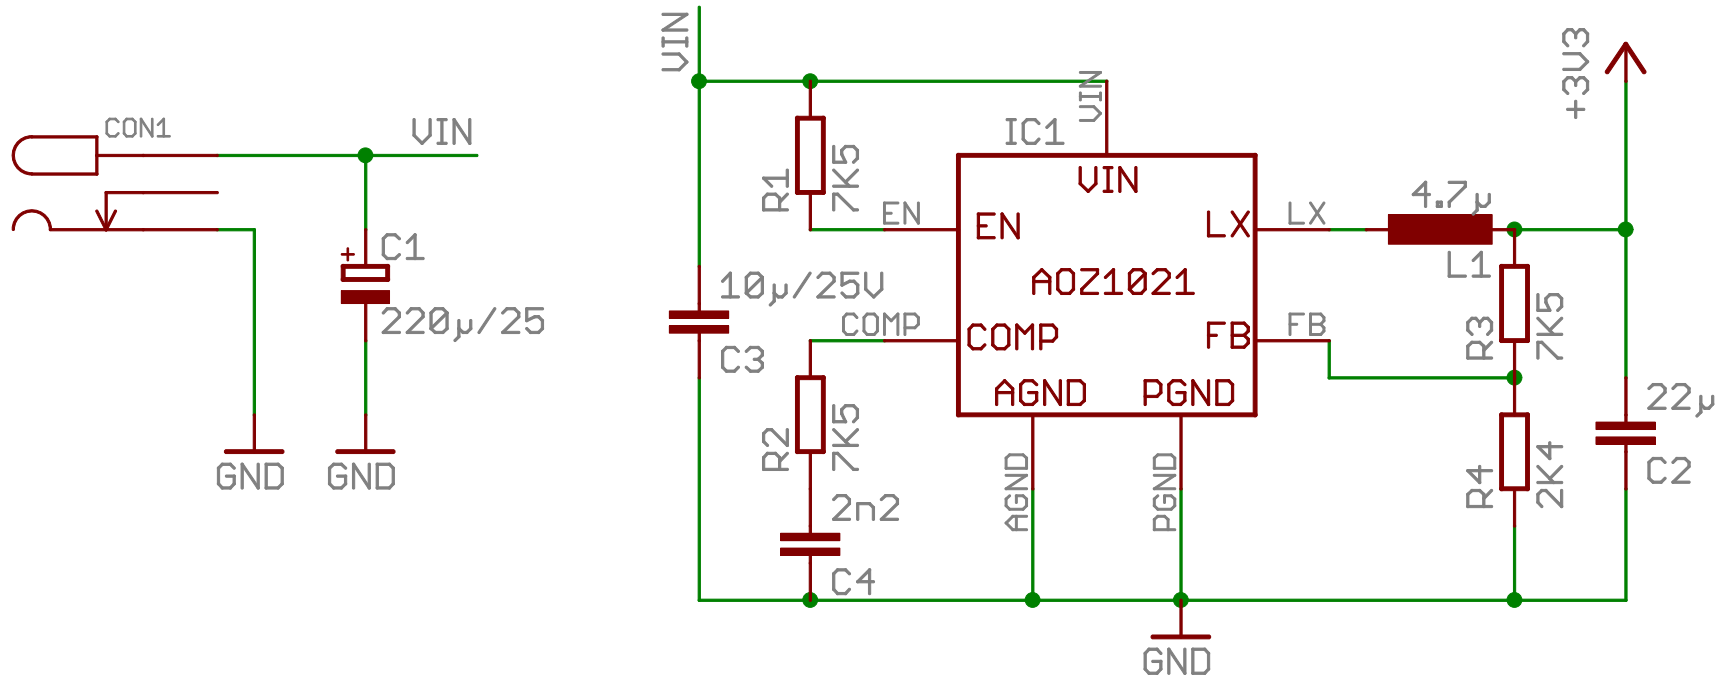 CON1
VIN
+
C1
220µ/25
GND
GND
VIN
VIN
IC1
R1
7K5
EN
10µ/25V
C3
COMP
R2
7K5
2n2
C4
VIN
EN
LX
AOZ1021
COMP
FB
AGND
PGND
AGND
PGND
GND
LX
FB
4.7µ
L1
+3V3
R3
7K5
R4
2K4
22µ
C2